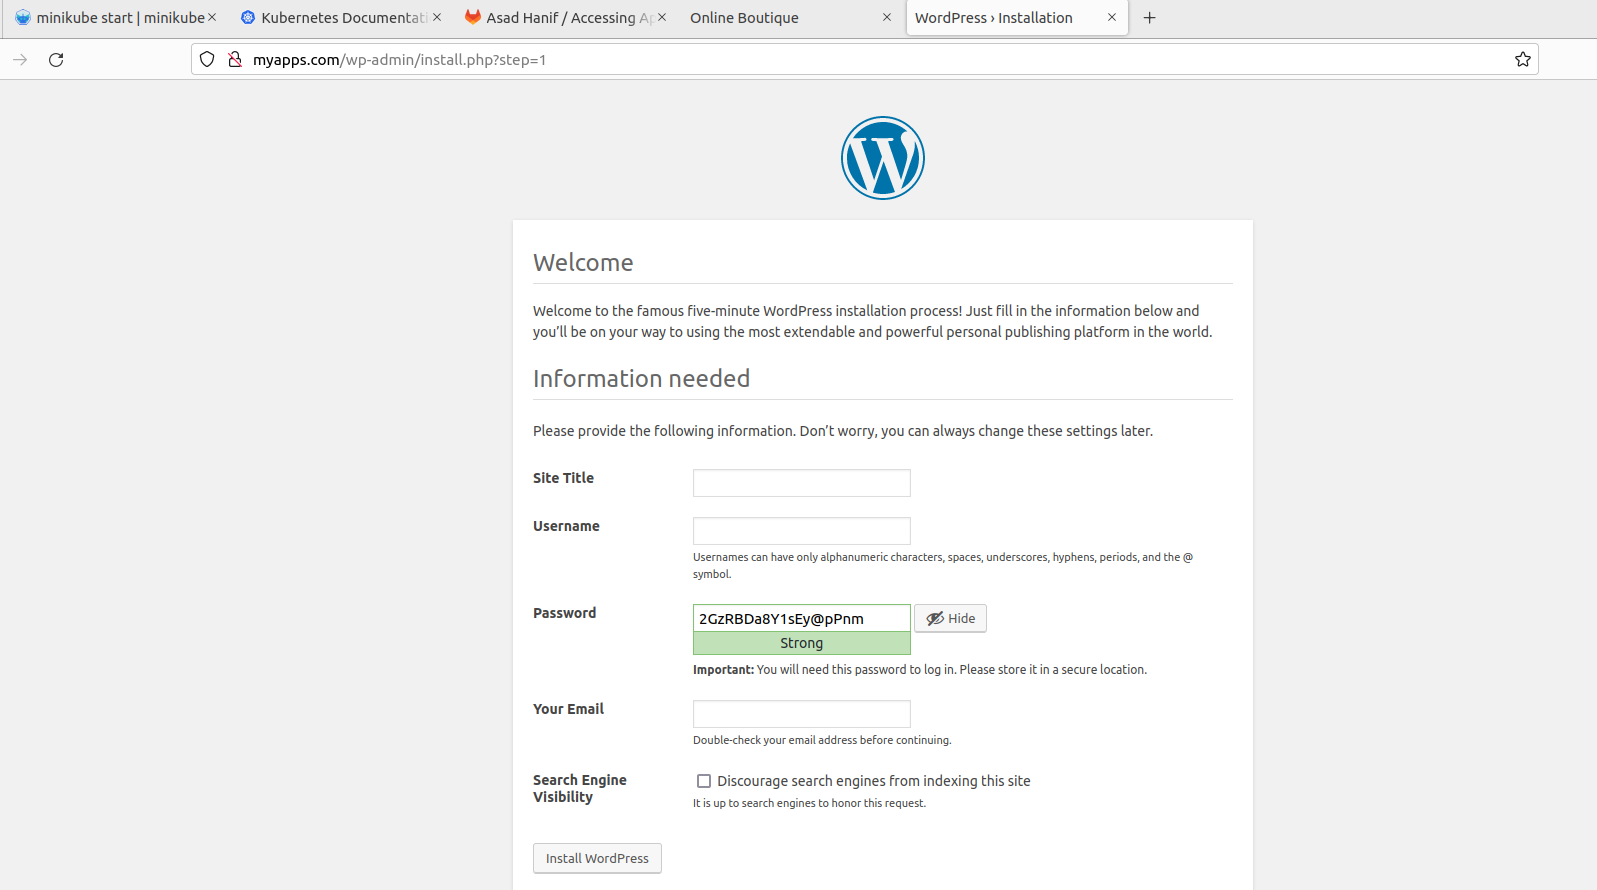 minikube start | minikube
Kubernetes Documentati
Asad Hanif / Accessing Ap
Online Boutique
WordPress › Installation
myapps.com/wp-admin/install.php?step=1
Welcome
Welcome to the famous five-minute WordPress installation process! Just fill in the information below and
you’ll be on your way to using the most extendable and powerful personal publishing platform in the world.
Information needed
Please provide the following information. Don’t worry, you can always change these settings later.
Site Title
Username
Usernames can have only alphanumeric characters, spaces, underscores, hyphens, periods, and the @
symbol.
Password
2GzRBDa8Y1sEy@pPnm
Hide
Strong
Important: You will need this password to log in. Please store it in a secure location.
Your Email
Double-check your email address before continuing.
Search Engine
Visibility
Discourage search engines from indexing this site
It is up to search engines to honor this request.
Install WordPress